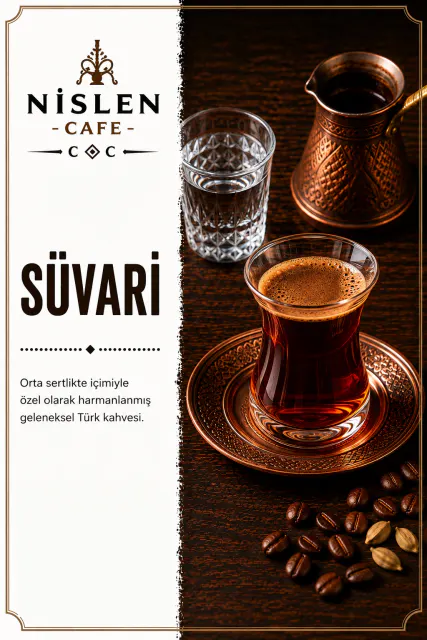 NİSLEN
- CAFE -
C C
SÜVARİ
Orta sertlikte içimiyle
özel olarak harmanlanmış
geleneksel Türk kahvesi.